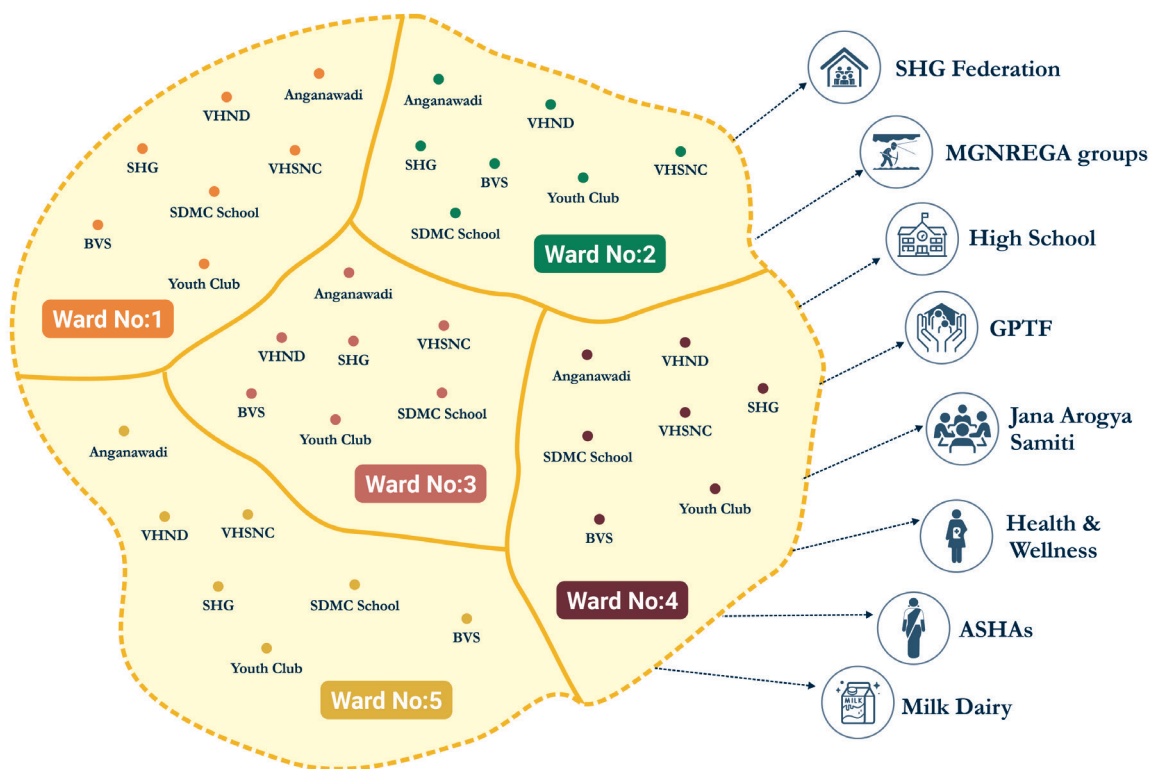 Anganawadi
VHND
SHG
VHSNC
SDMC School
BVS
Youth Club
Ward No:1
Anganawadi
VHND
SHG
BVS
VHSNC
Youth Club
SDMC School
Ward No:2
Anganawadi
VHND
SHG
VHSNC
BVS
SDMC School
Youth Club
Ward No:3
Anganawadi
VHND
SHG
VHSNC
SDMC School
Youth Club
BVS
Ward No:4
Anganawadi
VHND
VHSNC
SHG
SDMC School
BVS
Youth Club
Ward No:5
SHG Federation
MGNREGA groups
High School
GPTF
Jana Arogya
Samiti
Health &
Wellness
ASHAs
MILK
Milk Dairy